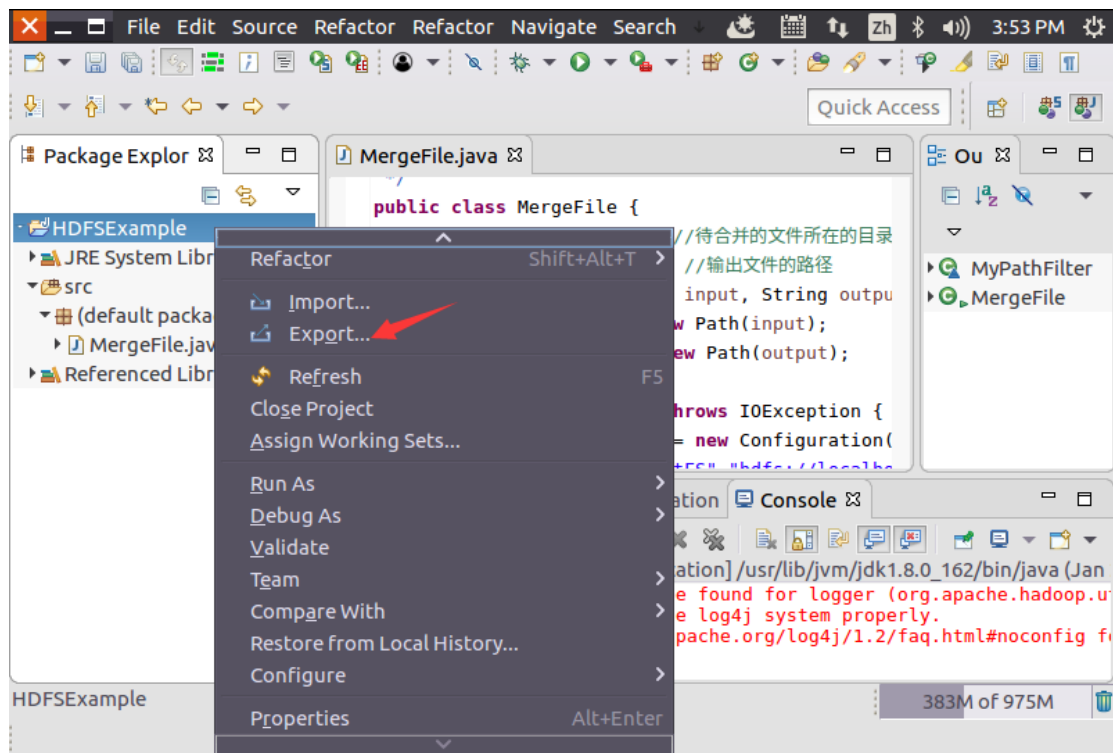 File Edit Source Refactor Refactor Navigate Search Zh 3:53 PM
Quick Access
Package Explor
MergeFile.java
Ou
*/
public class MergeFile {
HDFSExample
JRE System Libr
src
(default packa
MergeFile.jav
Referenced Libr
Refactor Shift+Alt+T
Import...
Export...
Refresh F5
Close Project
Assign Working Sets...
Run As
Debug As
Validate
Team
Compare With
Restore from Local History...
Configure
Properties Alt+Enter
//待合并的文件所在的目录
//输出文件的路径
input, String outpu
w Path(input);
ew Path(output);
hrows IOException {
= new Configuration(
MyPathFilter
MergeFile
ation
Console
ation] /usr/lib/jvm/jdk1.8.0_162/bin/java (Jan
e found for logger (org.apache.hadoop.u
e log4j system properly.
pache.org/log4j/1.2/faq.html#noconfig f
HDFSExample
383M of 975M